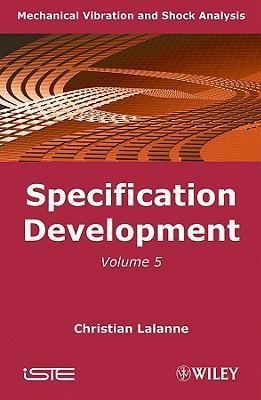 Mechanical Vibration and Shock Analysis
Specification
Development
Volume 5
Christian Lalanne
iSTE
WILEY